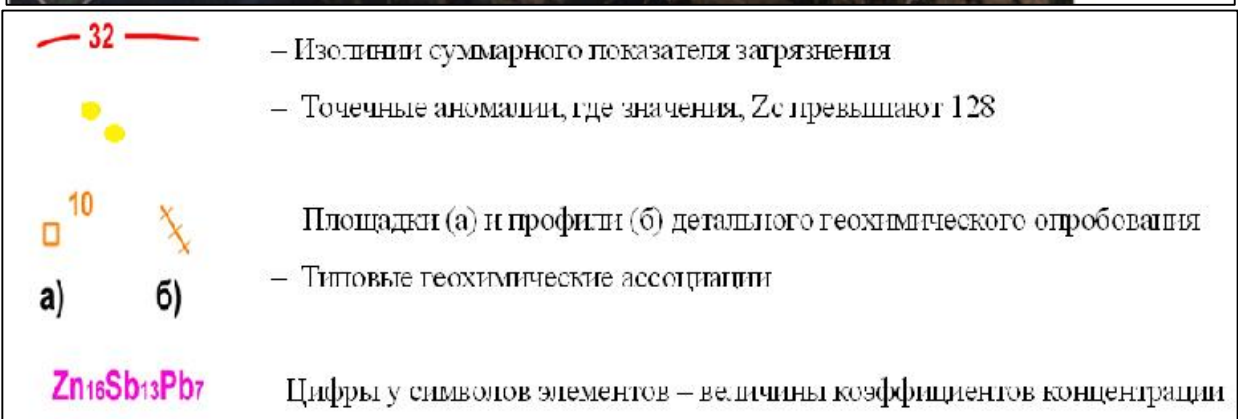 32 – Изолинии суммарного показателя загрязнения
– Точечные аномалии, где значения, Zc превышают 128
10
Площадки (а) и профили (б) детального геохимического опробования
– Типовые геохимические ассоциации
а) б)
Zn16Sb13Pb7 Цифры у символов элементов – величины коэффициентов концентрации